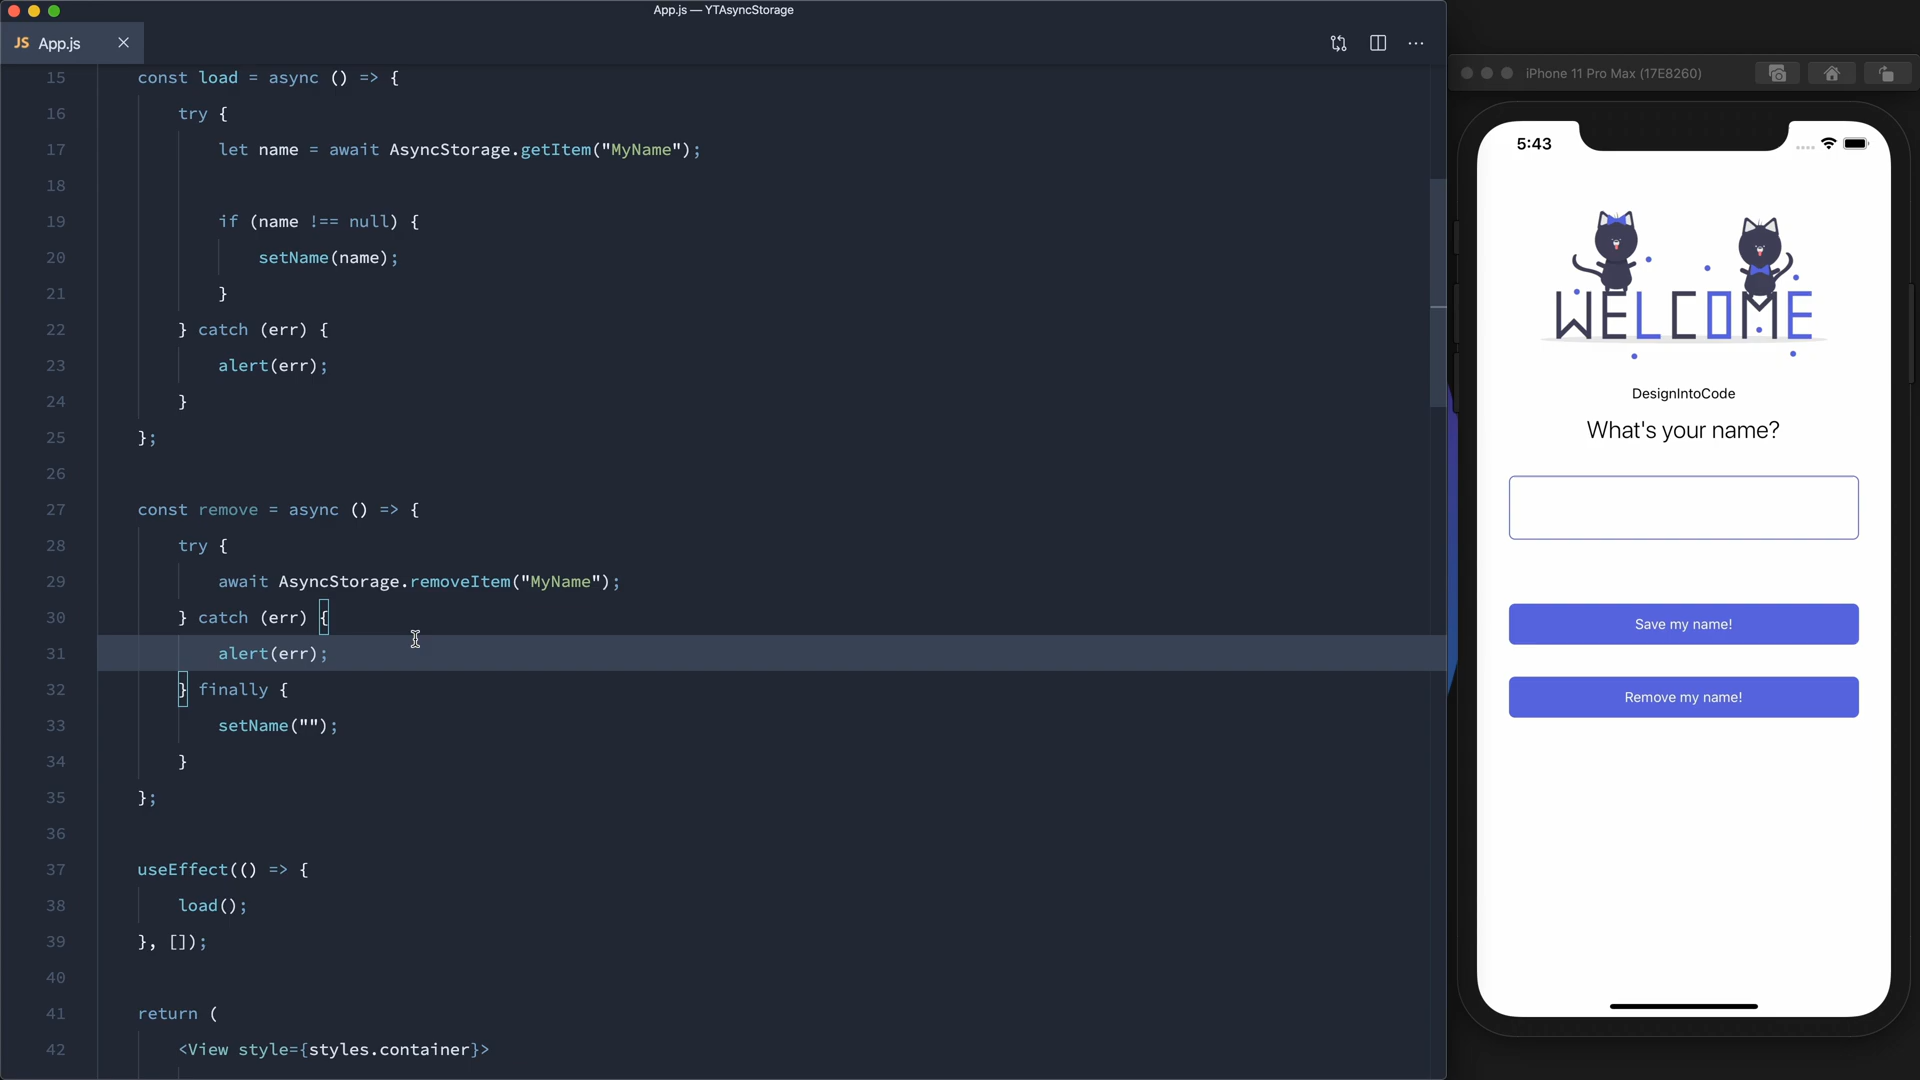 App.js — YTAsyncStorage
JS App.js
15 const load = async () => {
16 try {
17 let name = await AsyncStorage.getItem("MyName");
18
19 if (name !== null) {
20 setName(name);
21 }
22 } catch (err) {
23 alert(err);
24 }
25 };
26
27 const remove = async () => {
28 try {
29 await AsyncStorage.removeItem("MyName");
30 } catch (err) {
31 alert(err);
32 } finally {
33 setName("");
34 }
35 };
36
37 useEffect(() => {
38 load();
39 }, []);
40
41 return (
42 <View style={styles.container}>
iPhone 11 Pro Max (17E8260)
5:43
WELCOME
DesignIntoCode
What's your name?
Save my name!
Remove my name!